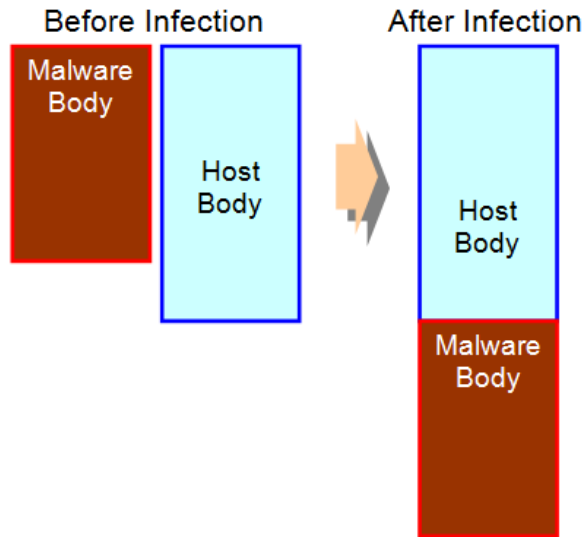 Before Infection
After Infection
Malware
Body
Host
Body
Host
Body
Malware
Body